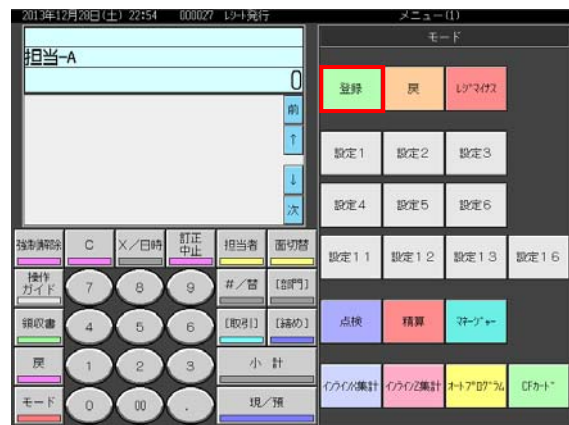 2013年12月28日(土) 22:54 000027 レシート発行 メニュー(1)
モード
担当-A
0
前
↑
↓
次
登録 戻 レジマイナス
設定1 設定2 設定3
設定4 設定5 設定6
設定11 設定12 設定13 設定16
点検 精算 マネージャー
インラインX集計 インラインZ集計 オートプログラム CFカード
強制解除 C X/日時 訂正中止 担当者 面切替
操作ガイド 7 8 9 #/替 [部門]
領収書 4 5 6 [取引] [締め]
戻 1 2 3 小 計
モード 0 00 . 現/預